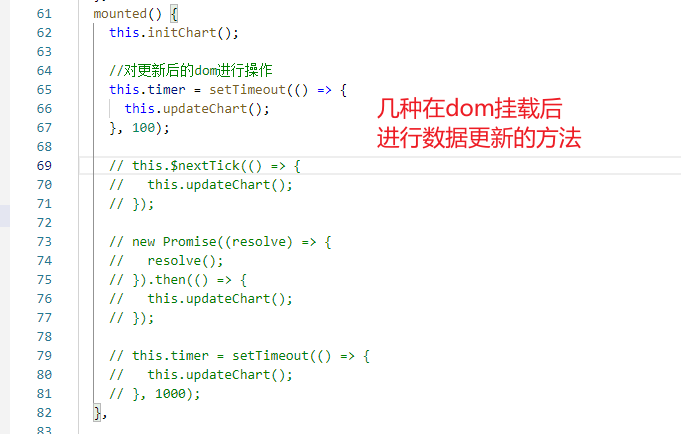 61 mounted() {
62 this.initChart();
63
64 //对更新后的dom进行操作
65 this.timer = setTimeout(() => {
66 this.updateChart();
67 }, 100);
68
69 // this.$nextTick(() => {
70 //   this.updateChart();
71 // });
72
73 // new Promise((resolve) => {
74 //   resolve();
75 // }).then(() => {
76 //   this.updateChart();
77 // });
78
79 // this.timer = setTimeout(() => {
80 //   this.updateChart();
81 // }, 1000);
82 },
83
几种在dom挂载后
进行数据更新的方法